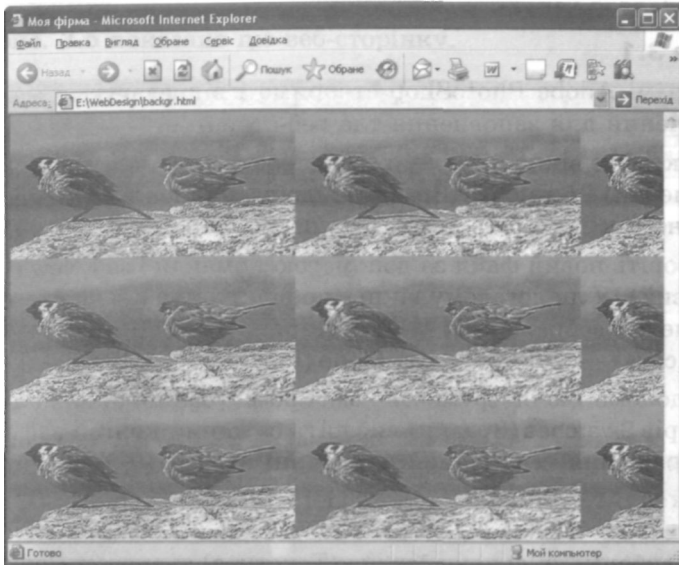 Моя фірма - Microsoft Internet Explorer
Файл Правка Вигляд Обране Сервіс Довідка
Назад Пошук Обране
Адреса: E:\WebDesign\backgr.html Перехід
Готово Мой компьютер